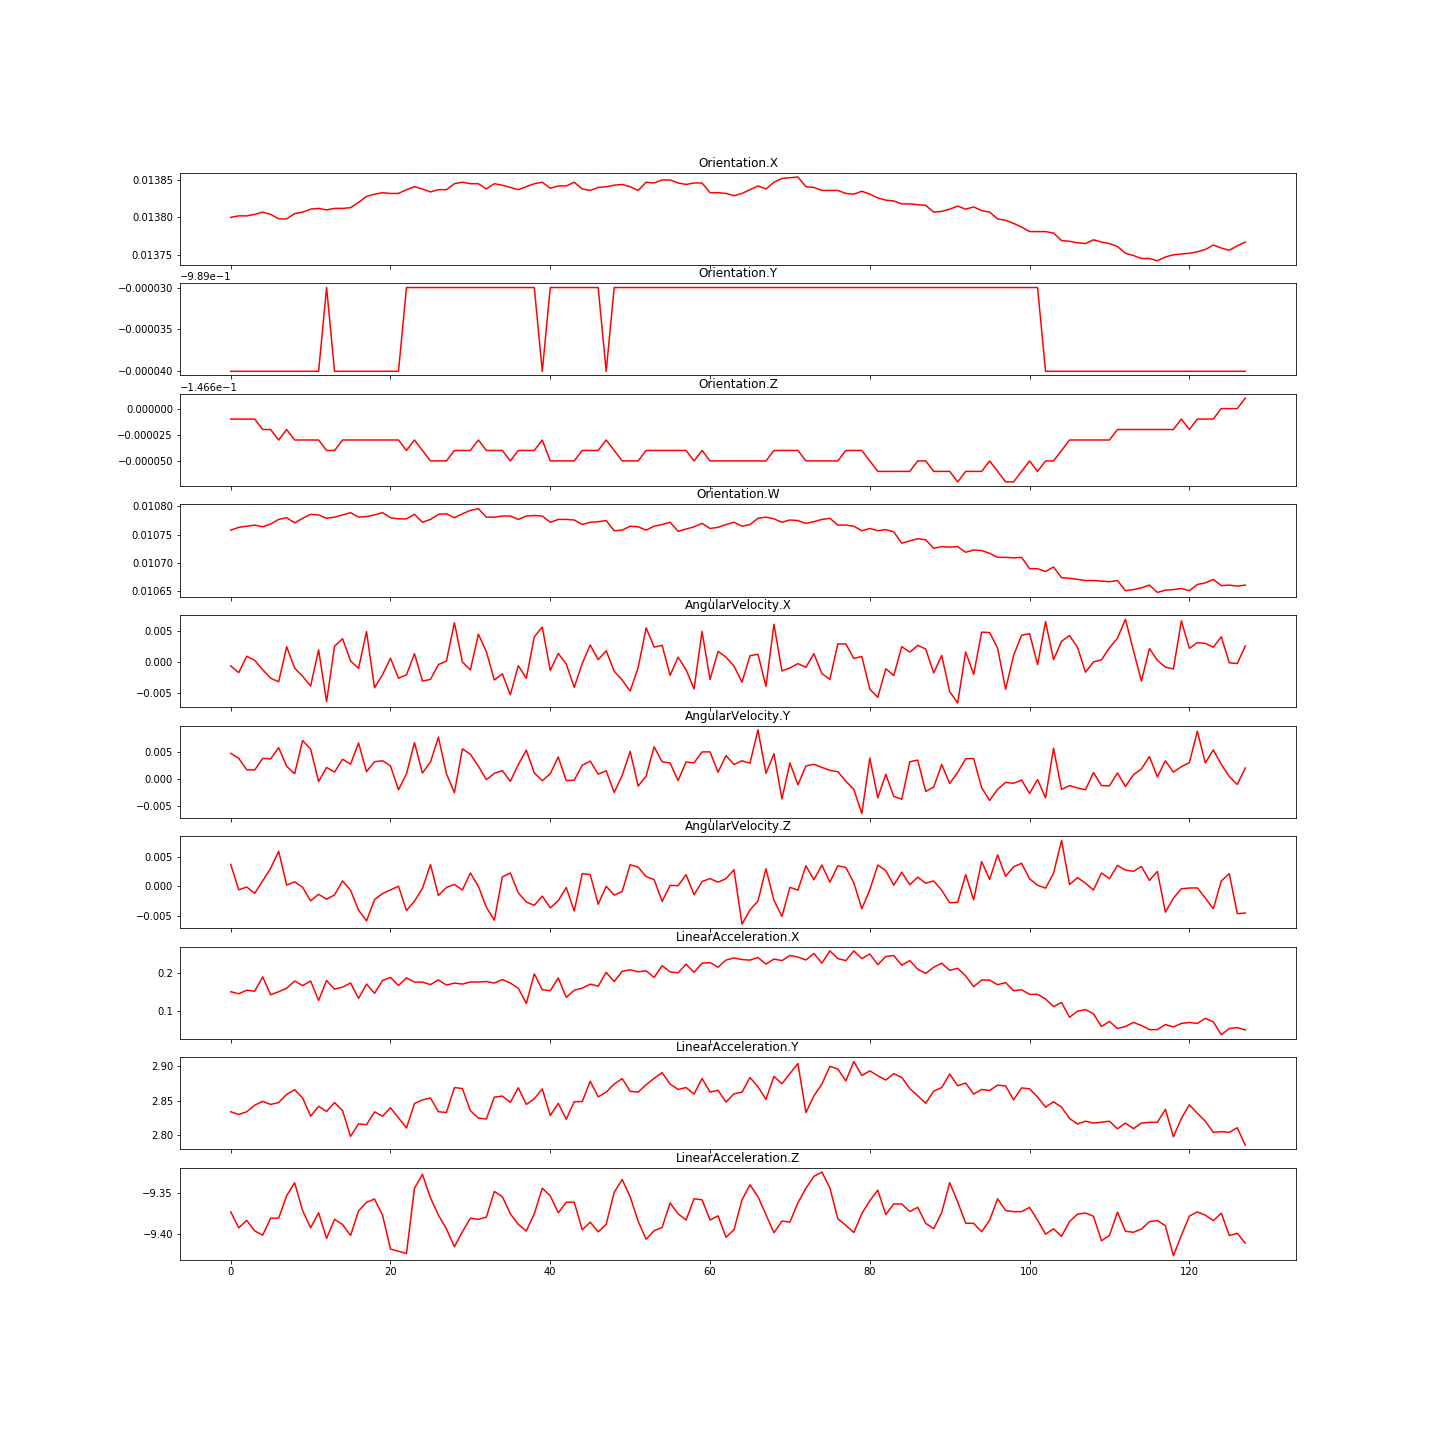 Orientation.X
0.01385
0.01380
0.01375
−9.89e−1
Orientation.Y
−0.000030
−0.000035
−0.000040
−1.466e−1
Orientation.Z
0.000000
−0.000025
−0.000050
Orientation.W
0.01080
0.01075
0.01070
0.01065
AngularVelocity.X
0.005
0.000
−0.005
AngularVelocity.Y
0.005
0.000
−0.005
AngularVelocity.Z
0.005
0.000
−0.005
LinearAcceleration.X
0.2
0.1
LinearAcceleration.Y
2.90
2.85
2.80
LinearAcceleration.Z
−9.35
−9.40
0 20 40 60 80 100 120